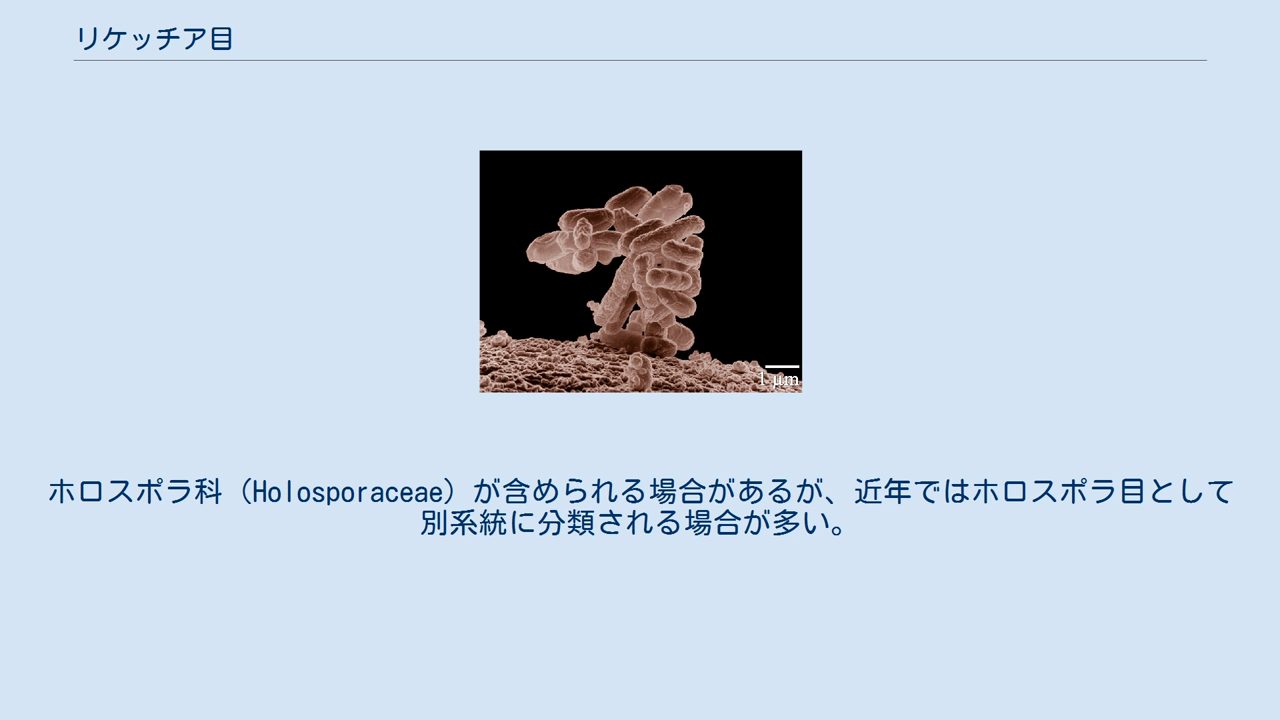 リケッチア目
1 μm
ホロスポラ科（Holosporaceae）が含められる場合があるが、近年ではホロスポラ目として
別系統に分類される場合が多い。